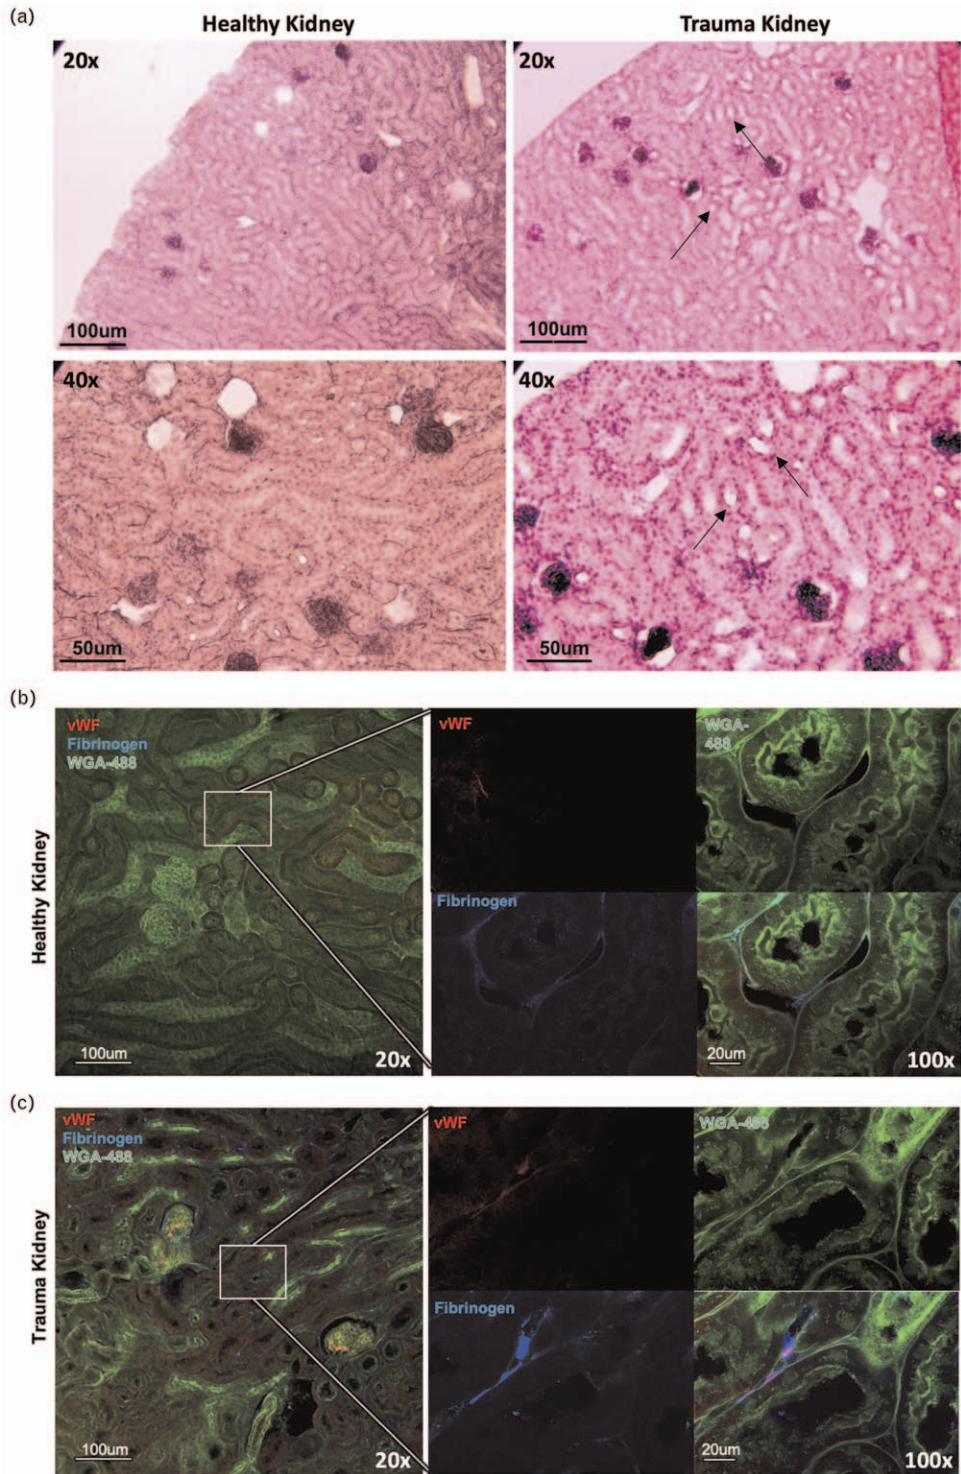 (a)
Healthy Kidney
Trauma Kidney
20x
100um
20x
100um
40x
50um
40x
50um
(b)
Healthy Kidney
vWF
Fibrinogen
WGA-488
100um
20x
vWF
WGA-
488
Fibrinogen
20um
100x
(c)
Trauma Kidney
vWF
Fibrinogen
WGA-488
100um
20x
vWF
WGA-488
Fibrinogen
20um
100x